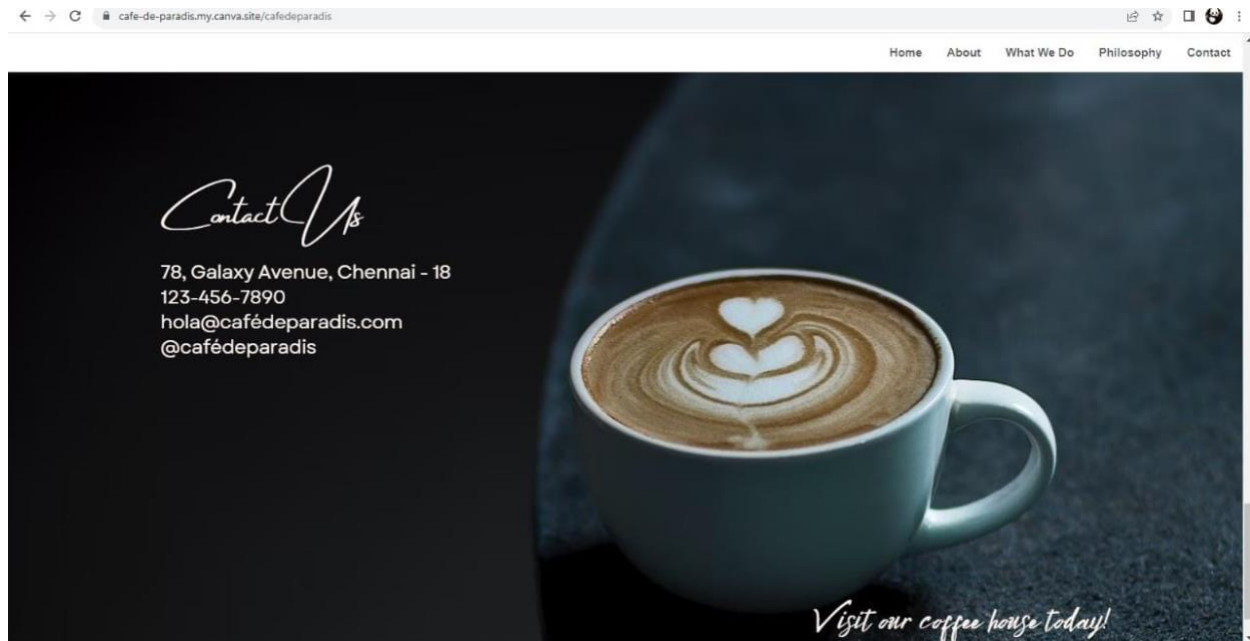 cafe-de-paradis.my.canva.site/cafedeparadis
Home About What We Do Philosophy Contact
Contact Us
78, Galaxy Avenue, Chennai - 18
123-456-7890
hola@cafédeparadis.com
@cafédeparadis
Visit our coffee house today!